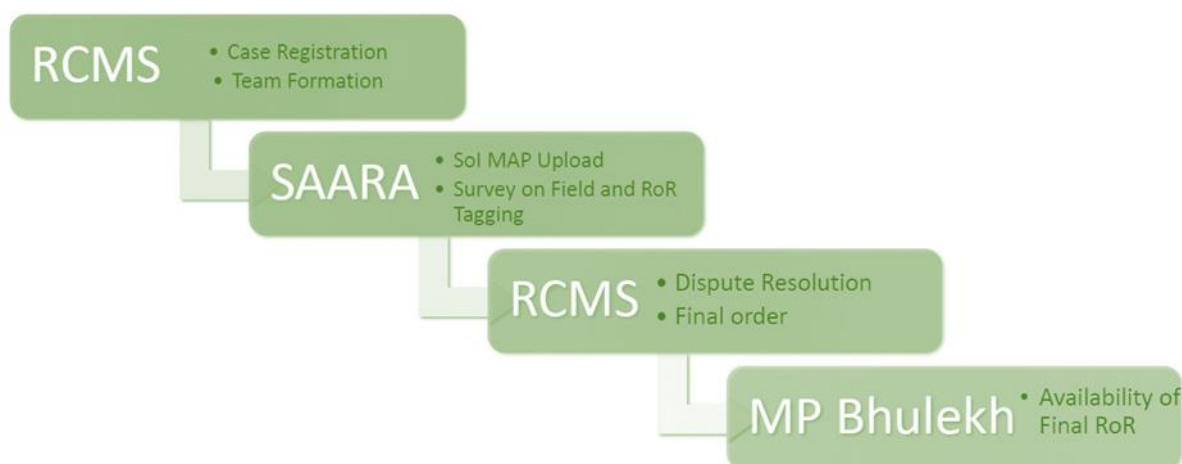 RCMS
• Case Registration
• Team Formation
SAARA
• SoI MAP Upload
• Survey on Field and RoR
Tagging
RCMS
• Dispute Resolution
• Final order
MP Bhulekh
• Availability of
Final RoR